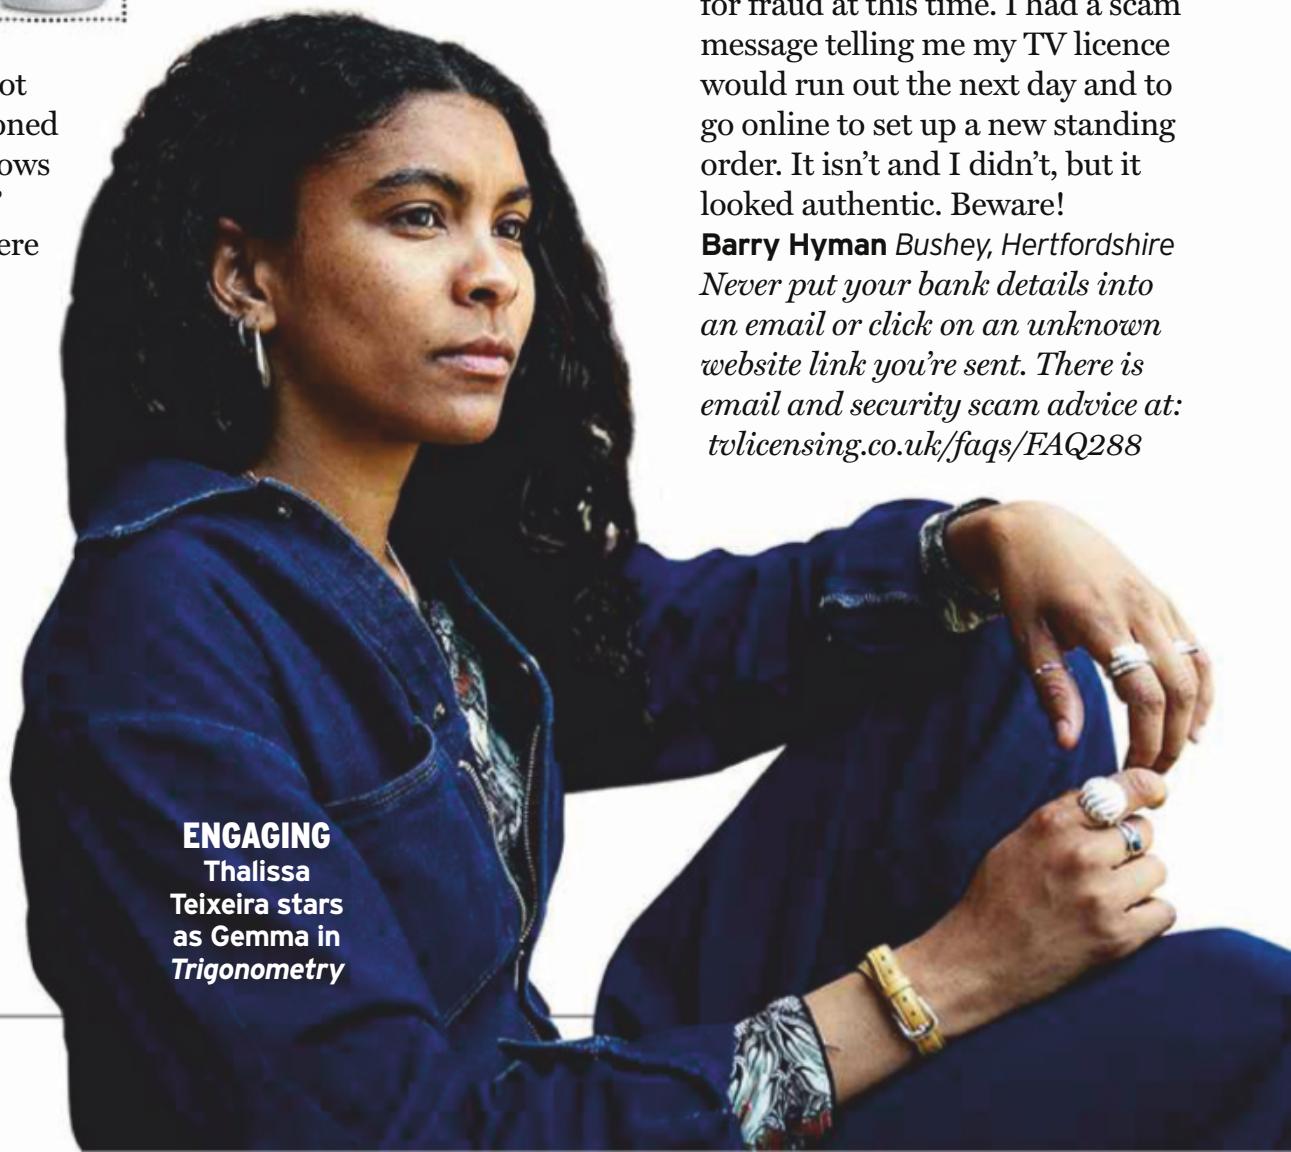 ot
oned
ows
’
ere
for fraud at this time. I had a scam
message telling me my TV licence
would run out the next day and to
go online to set up a new standing
order. It isn’t and I didn’t, but it
looked authentic. Beware!
Barry Hyman Bushey, Hertfordshire
Never put your bank details into
an email or click on an unknown
website link you’re sent. There is
email and security scam advice at:
tvlicensing.co.uk/faqs/FAQ288
ENGAGING
Thalissa
Teixeira stars
as Gemma in
Trigonometry